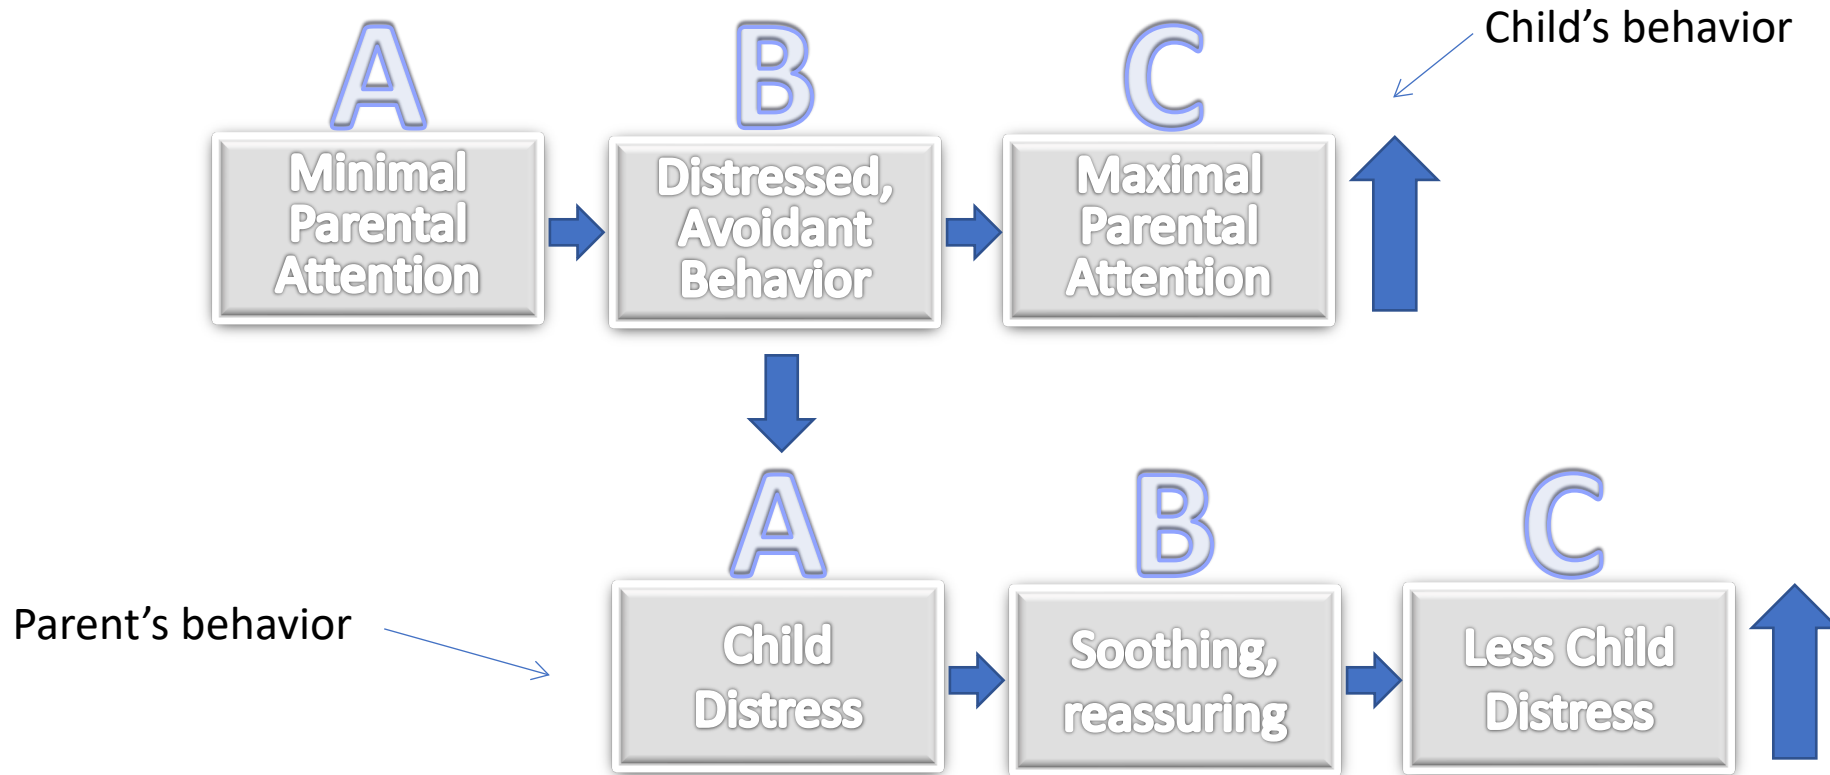 Child's behavior
A
B
C
Minimal
Parental
Attention
Distressed,
Avoidant
Behavior
Maximal
Parental
Attention
A
B
C
Parent's behavior
Child
Distress
Soothing,
reassuring
Less Child
Distress